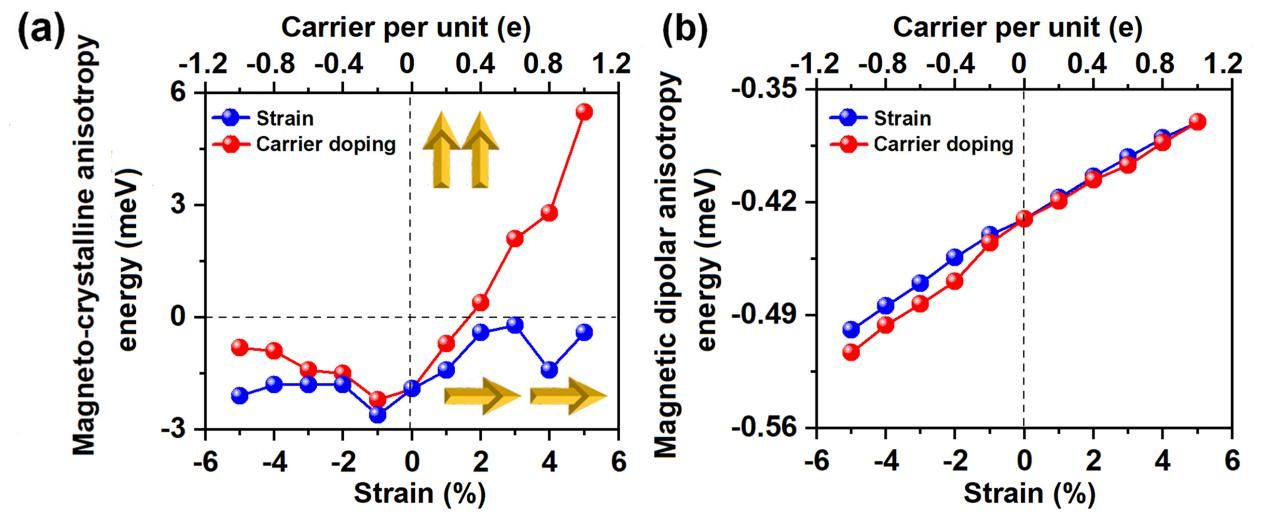 (a)
Carrier per unit (e)
-1.2 -0.8 -0.4 0 0.4 0.8 1.2
Magneto-crystalline anisotropy
energy (meV)
6
3
0
-3
Strain
Carrier doping
-6 -4 -2 0 2 4 6
Strain (%)
(b)
Carrier per unit (e)
-1.2 -0.8 -0.4 0 0.4 0.8 1.2
Magnetic dipolar anisotropy
energy (meV)
-0.35
-0.42
-0.49
-0.56
Strain
Carrier doping
-6 -4 -2 0 2 4 6
Strain (%)